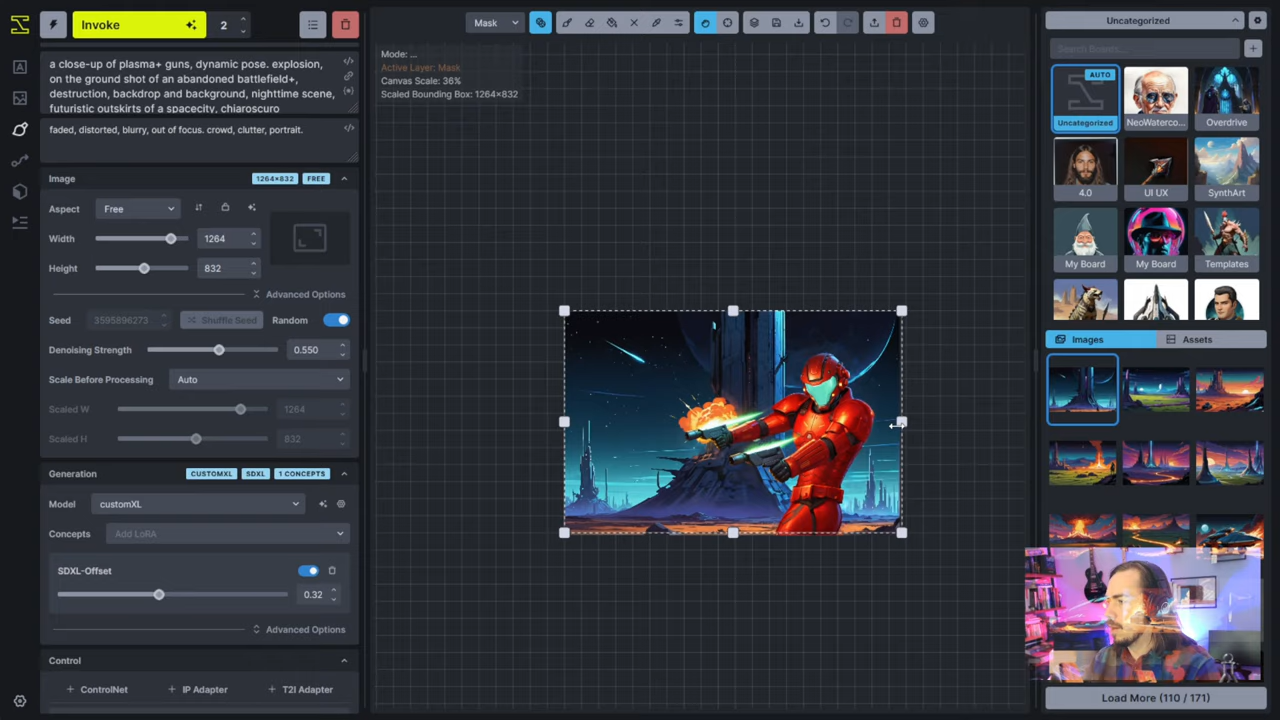 Invoke
2
Mask
Uncategorized
a close-up of plasma+ guns, dynamic pose. explosion,
on the ground shot of an abandoned battlefield+,
destruction, backdrop and background, nighttime scene,
futuristic outskirts of a spacecity, chiaroscuro
faded, distorted, blurry, out of focus. crowd, clutter, portrait.
Mode: ...
Active Layer: Mask
Canvas Scale: 36%
Scaled Bounding Box: 1264×832
Image
1264×832
FREE
Aspect
Free
Width
1264
Height
832
Advanced Options
Seed
3595896273
Shuffle Seed
Random
Denoising Strength
0.550
Scale Before Processing
Auto
Scaled W
1264
Scaled H
832
Generation
CUSTOMXL
SDXL
1 CONCEPTS
Model
customXL
Concepts
Add LoRA
SDXL-Offset
0.32
Advanced Options
Control
+ ControlNet
+ IP Adapter
+ T2I Adapter
Search Boards...
AUTO
Uncategorized
NeoWaterco...
Overdrive
4.0
UI UX
SynthArt
My Board
My Board
Templates
Images
Assets
Load More (110 / 171)